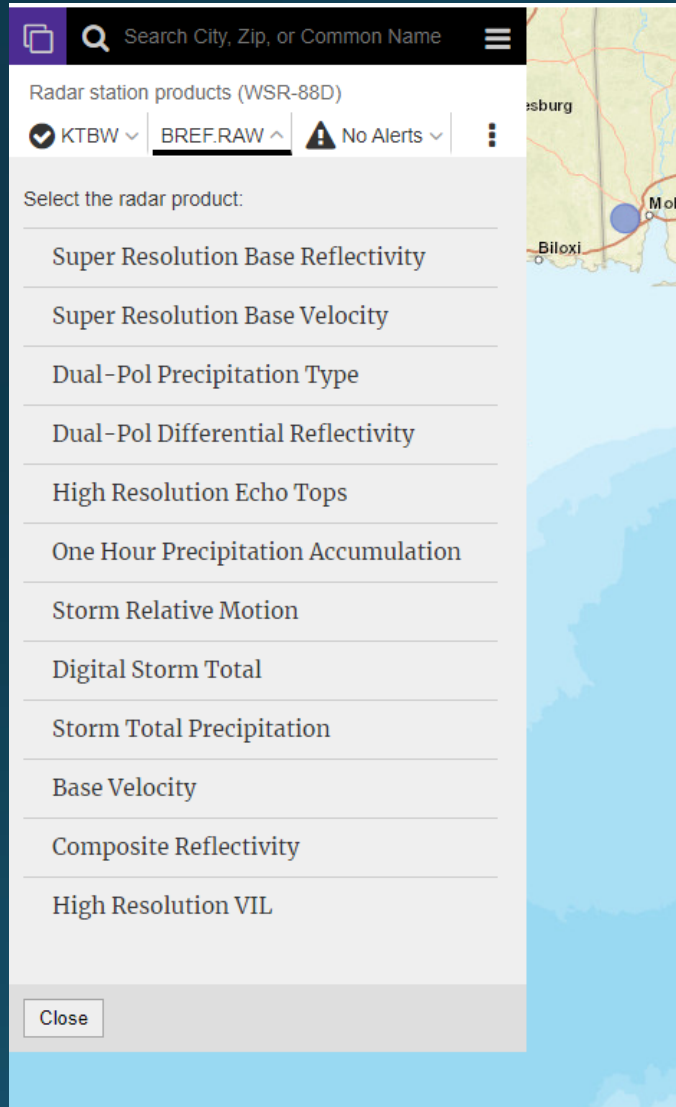 Search City, Zip, or Common Name
Radar station products (WSR-88D)
KTBW BREF.RAW No Alerts
Select the radar product:
Super Resolution Base Reflectivity
Super Resolution Base Velocity
Dual-Pol Precipitation Type
Dual-Pol Differential Reflectivity
High Resolution Echo Tops
One Hour Precipitation Accumulation
Storm Relative Motion
Digital Storm Total
Storm Total Precipitation
Base Velocity
Composite Reflectivity
High Resolution VIL
Close
esburg
Mol
Biloxi